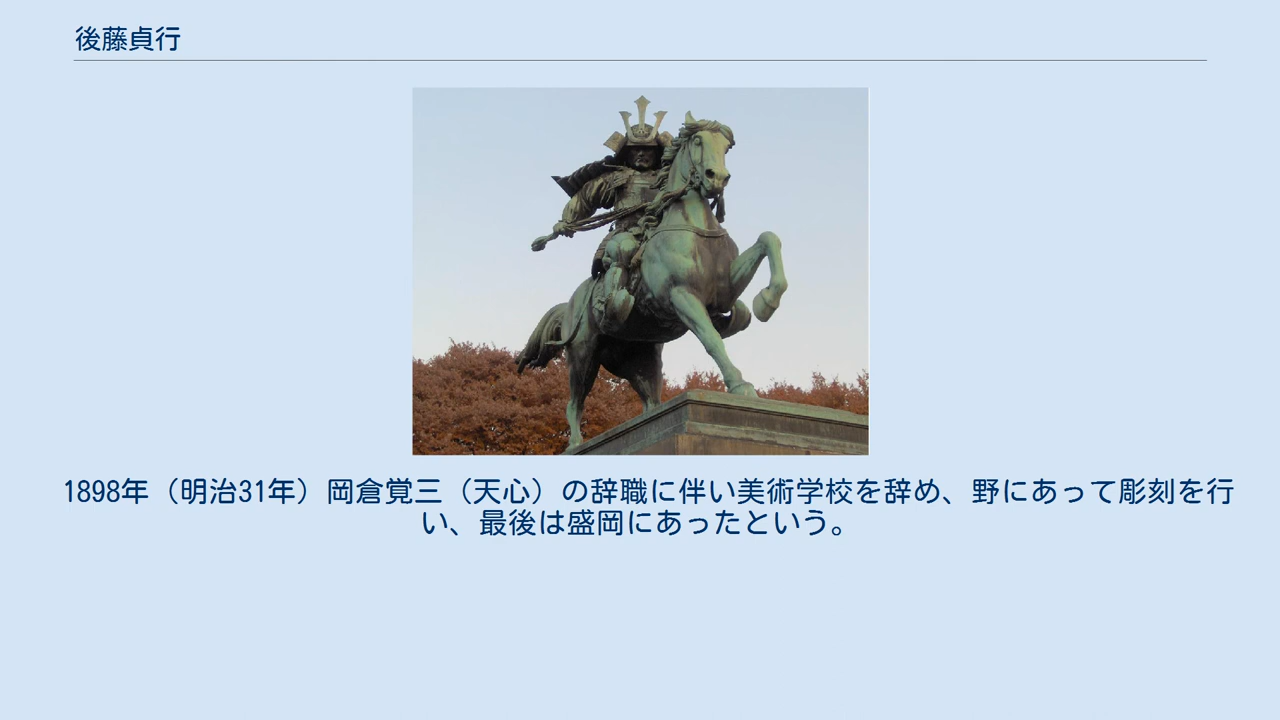 後藤貞行
1898年（明治31年）岡倉覚三（天心）の辞職に伴い美術学校を辞め、野にあって彫刻を行
い、最後は盛岡にあったという。